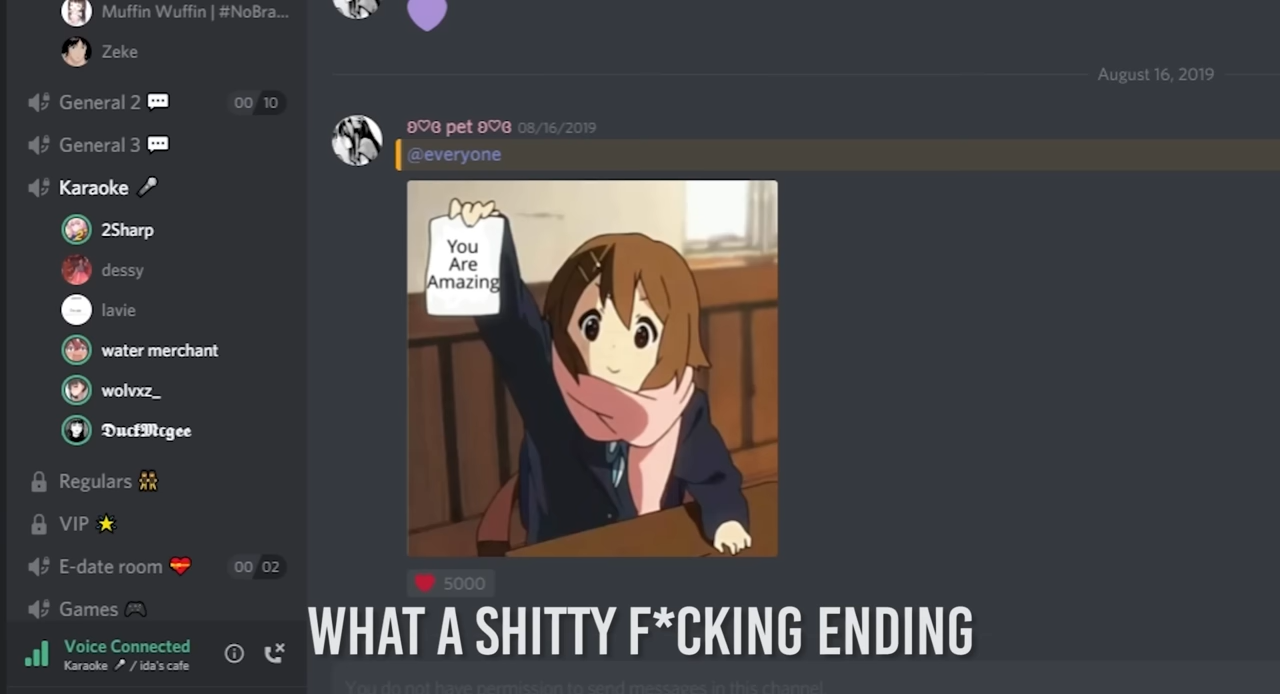 Muffin Wuffin | #NoBra...
Zeke
General 2 💬
00 10
General 3 💬
Karaoke 🎤
2Sharp
dessy
lavie
water merchant
wolvxz_
𝕯𝖚𝖈𝖙𝕸𝖈𝖌𝖊𝖊
Regulars 👯
VIP ⭐
E-date room 💝
00 02
Games 🎮
Voice Connected
Karaoke 🎤 / ida's cafe
August 16, 2019
ʚ♡ɞ pet ʚ♡ɞ 08/16/2019
@everyone
You
Are
Amazing
❤️ 5000
WHAT A SHITTY F*CKING ENDING
You do not have permission to send messages in this channel.